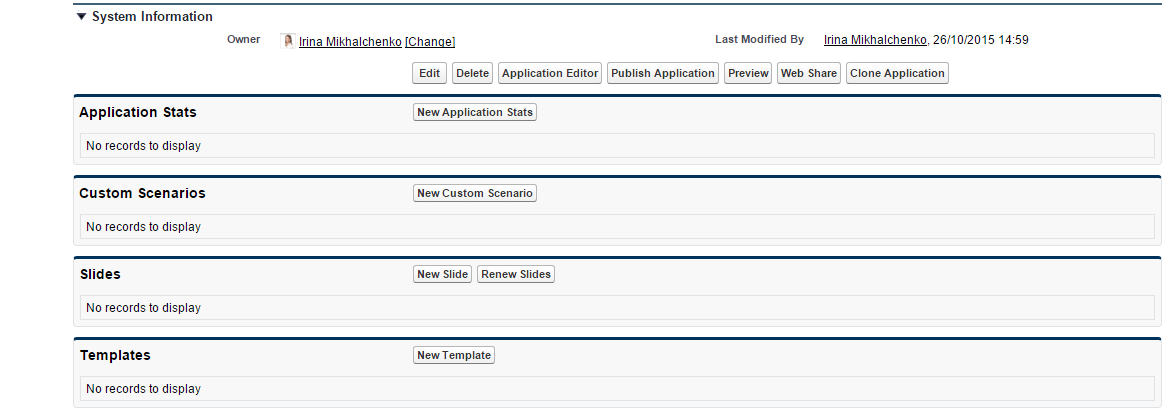 System Information
Owner Irina Mikhalchenko [Change] Last Modified By Irina Mikhalchenko, 26/10/2015 14:59
Edit Delete Application Editor Publish Application Preview Web Share Clone Application
Application Stats New Application Stats
No records to display
Custom Scenarios New Custom Scenario
No records to display
Slides New Slide Renew Slides
No records to display
Templates New Template
No records to display